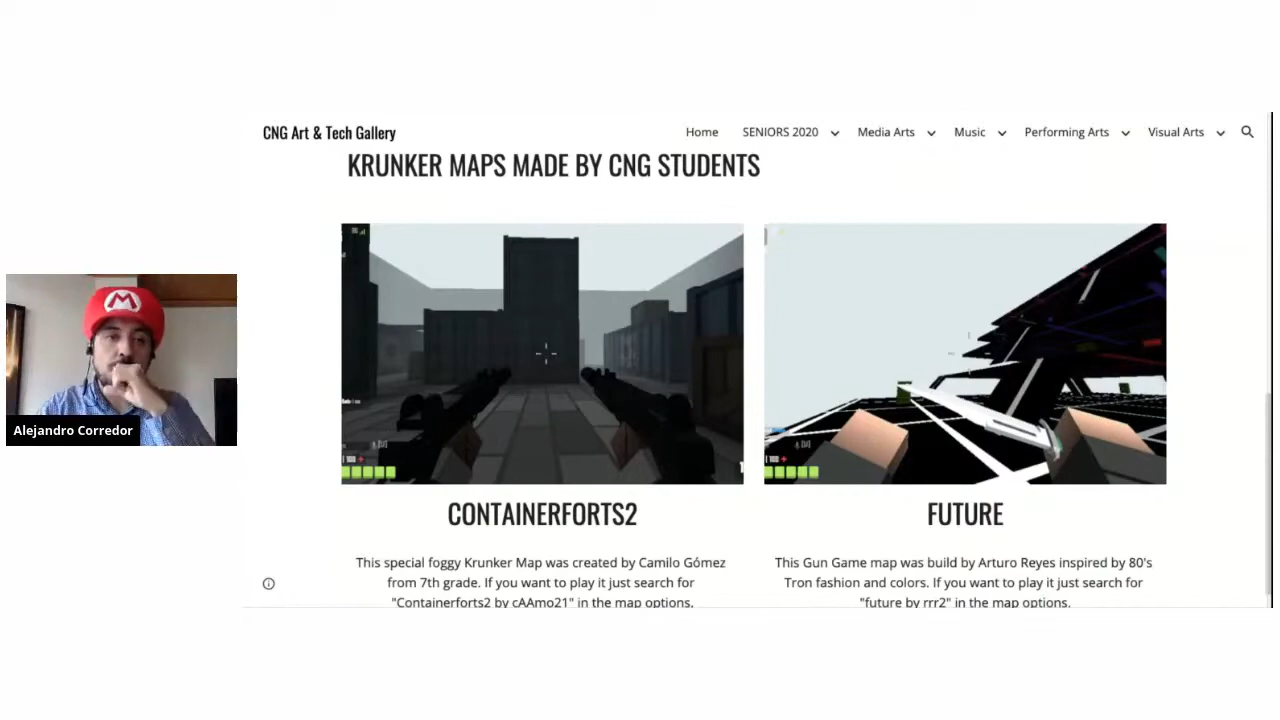 CNG Art & Tech Gallery
Home SENIORS 2020 Media Arts Music Performing Arts Visual Arts
KRUNKER MAPS MADE BY CNG STUDENTS
M
Alejandro Corredor
CONTAINERFORTS2
This special foggy Krunker Map was created by Camilo Gómez
from 7th grade. If you want to play it just search for
"Containerforts2 by cAAmo21" in the map options.
FUTURE
This Gun Game map was build by Arturo Reyes inspired by 80's
Tron fashion and colors. If you want to play it just search for
"future by rrr2" in the map options.